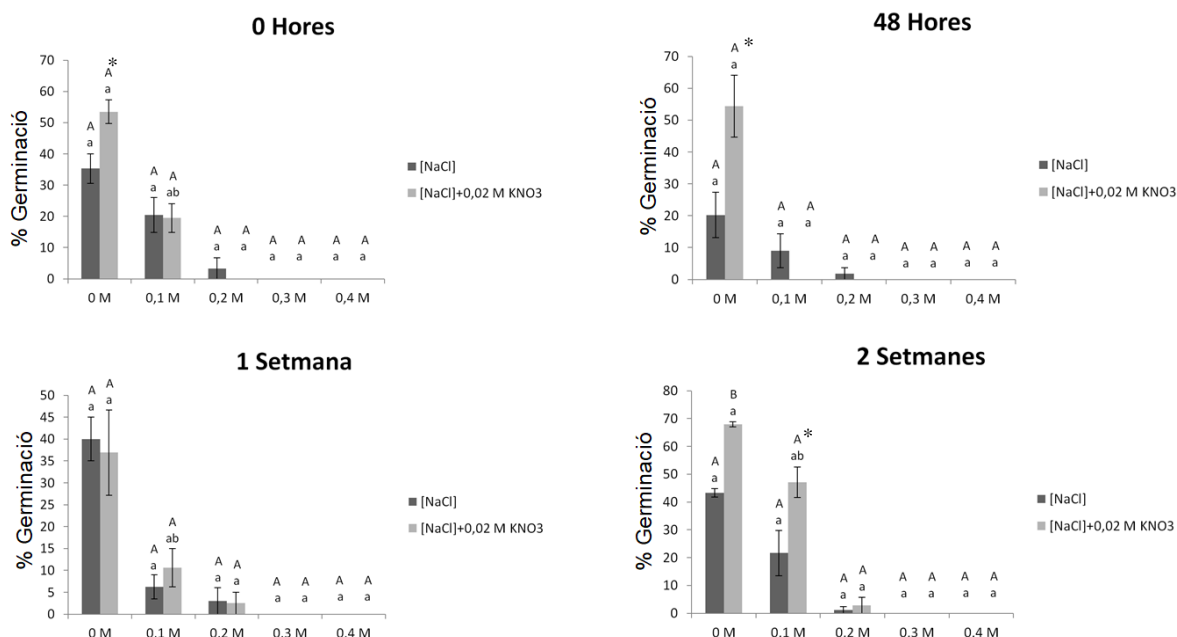 0 Hores
% Germinació
70
60
50
40
30
20
10
0
A
a
A *
a
A
a
A
ab
A A
a a
A A
a a
A A
a a
0 M 0,1 M 0,2 M 0,3 M 0,4 M
[NaCl]
[NaCl]+0,02 M KNO3
48 Hores
% Germinació
70
60
50
40
30
20
10
0
A
a
A *
a
A A
a a
A A
a a
A A
a a
A A
a a
0 M 0,1 M 0,2 M 0,3 M 0,4 M
[NaCl]
[NaCl]+0,02 M KNO3
1 Setmana
% Germinació
50
45
40
35
30
25
20
15
10
5
0
A A
a a
A
a
A
ab
A A
a a
A A
a a
A A
a a
0 M 0,1 M 0,2 M 0,3 M 0,4 M
[NaCl]
[NaCl]+0,02 M KNO3
2 Setmanes
% Germinació
80
70
60
50
40
30
20
10
0
A
a
B
a
A
a
A *
ab
A A
a a
A A
a a
A A
a a
0 M 0,1 M 0,2 M 0,3 M 0,4 M
[NaCl]
[NaCl]+0,02 M KNO3